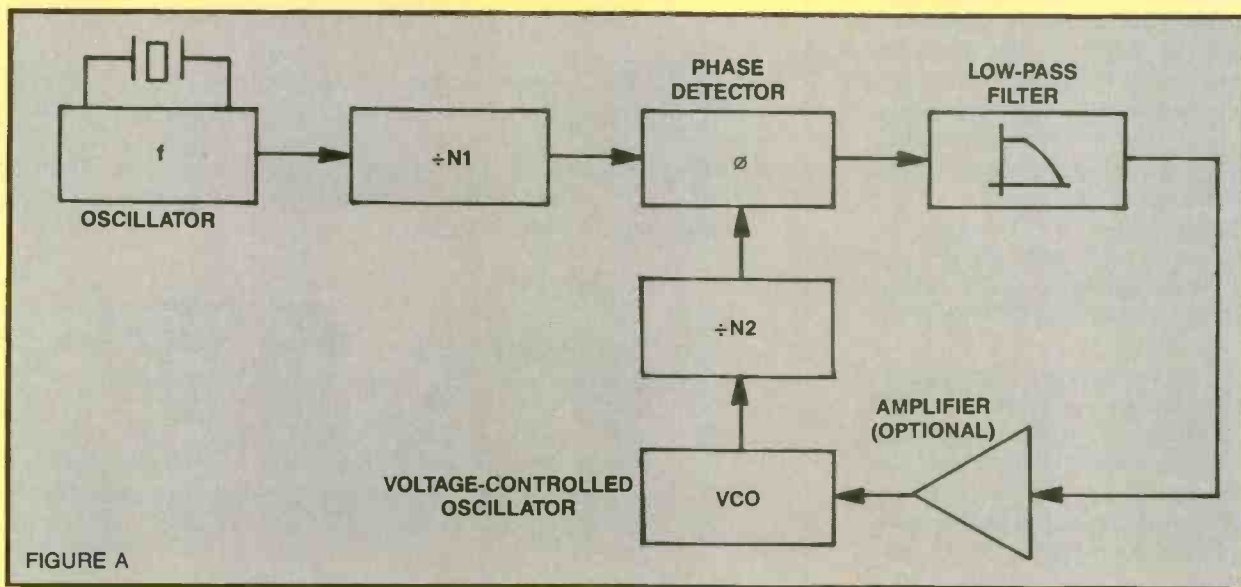 PHASE
DETECTOR
LOW-PASS
FILTER
f
÷N1
ø
OSCILLATOR
÷N2
AMPLIFIER
(OPTIONAL)
VOLTAGE-CONTROLLED
OSCILLATOR
VCO
FIGURE A